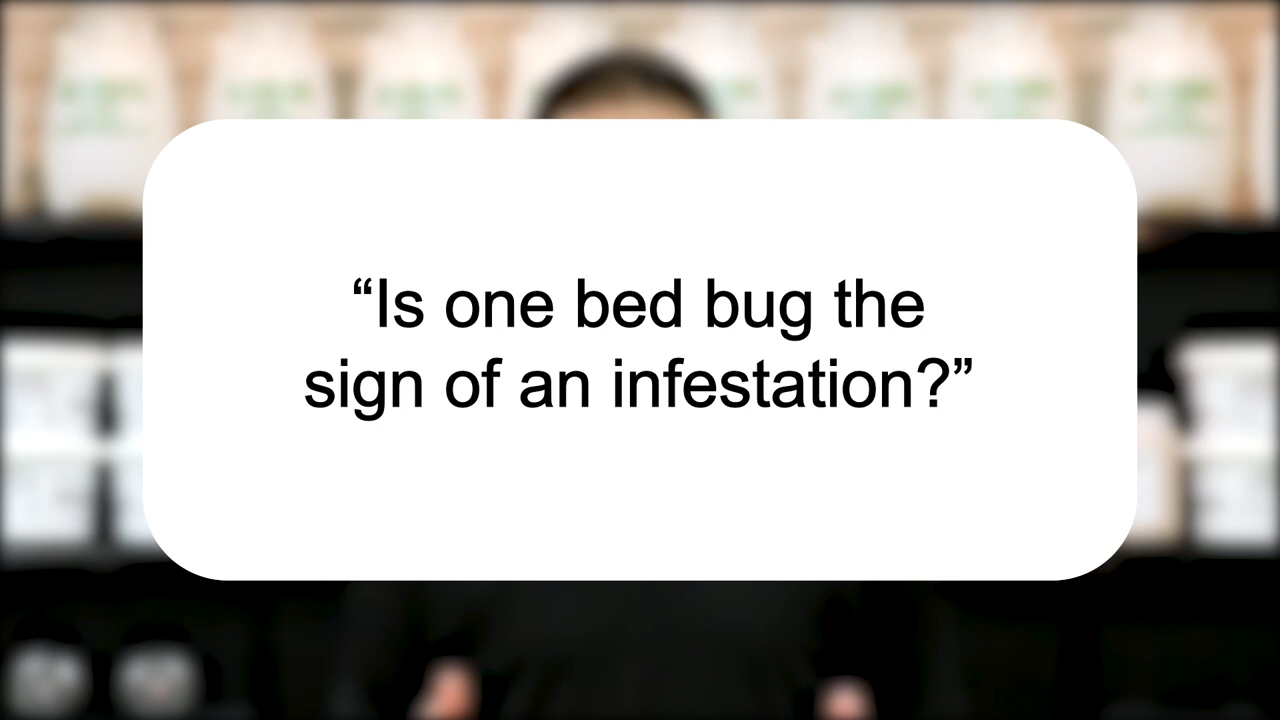 “Is one bed bug the
sign of an infestation?”